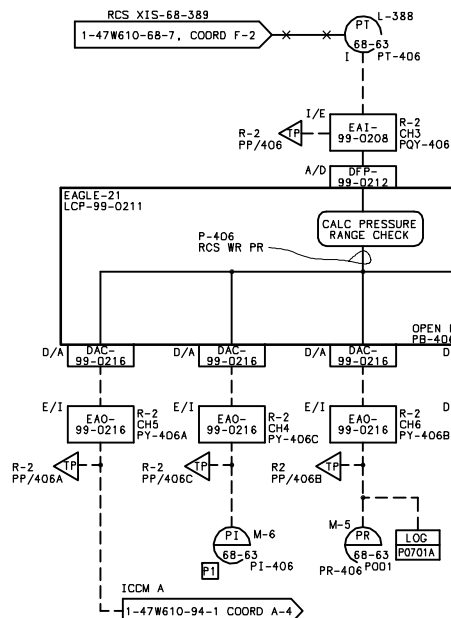 RCS XIS-68-389
1-47W610-68-7, COORD F-2
PT
L-388
68-63
I
PT-406
I/E
EAI-
99-0208
R-2
CH3
PQY-406
R-2
PP/406
TP
A/D
DFP-
99-0212
EAGLE-21
LCP-99-0211
CALC PRESSURE
RANGE CHECK
P-406
RCS WR PR
OPEN
PB-406
D/A
DAC-
99-0216
D/A
DAC-
99-0216
D/A
DAC-
99-0216
D
E/I
EAO-
99-0216
R-2
CH5
PY-406A
E/I
EAO-
99-0216
R-2
CH4
PY-406C
E/I
EAO-
99-0216
R-2
CH6
PY-406B
D
R-2
PP/406A
TP
R-2
PP/406C
TP
R2
PP/406B
TP
PI
M-6
68-63
PI-406
P1
M-5
PR
68-63
PR-406
P001
LOG
P0701A
ICCM A
1-47W610-94-1 COORD A-4